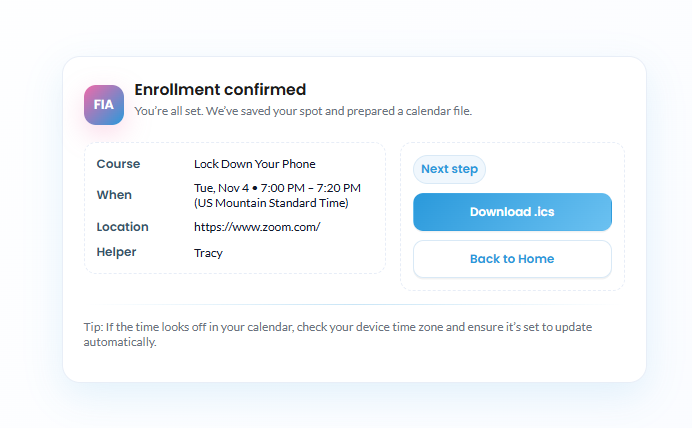 FIA
Enrollment confirmed
You're all set. We've saved your spot and prepared a calendar file.
Course Lock Down Your Phone
When Tue, Nov 4 • 7:00 PM – 7:20 PM
(US Mountain Standard Time)
Location https://www.zoom.com/
Helper Tracy
Next step
Download .ics
Back to Home
Tip: If the time looks off in your calendar, check your device time zone and ensure it's set to update
automatically.